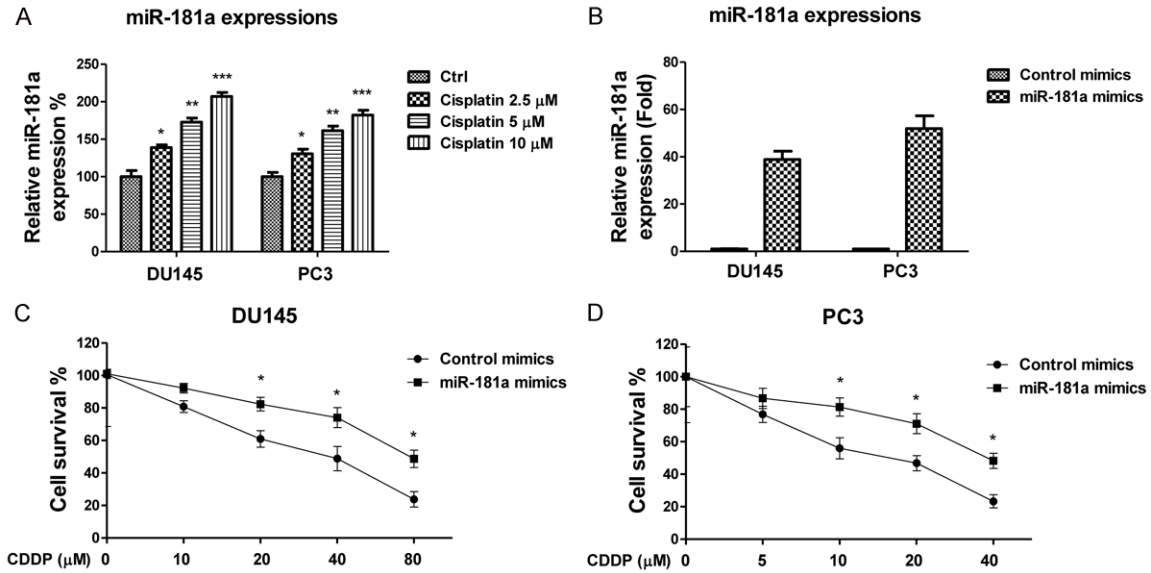 A
miR-181a expressions
Relative miR-181a
expression %
250
200
150
100
50
0
*
**
***
*
**
***
DU145
PC3
Ctrl
Cisplatin 2.5 μM
Cisplatin 5 μM
Cisplatin 10 μM
B
miR-181a expressions
Relative miR-181a
expression (Fold)
80
60
40
20
0
DU145
PC3
Control mimics
miR-181a mimics
C
DU145
Cell survival %
120
100
80
60
40
20
0
*
*
*
CDDP (μM) 0 10 20 40 80
Control mimics
miR-181a mimics
D
PC3
Cell survival %
120
100
80
60
40
20
0
*
*
*
CDDP (μM) 0 5 10 20 40
Control mimics
miR-181a mimics